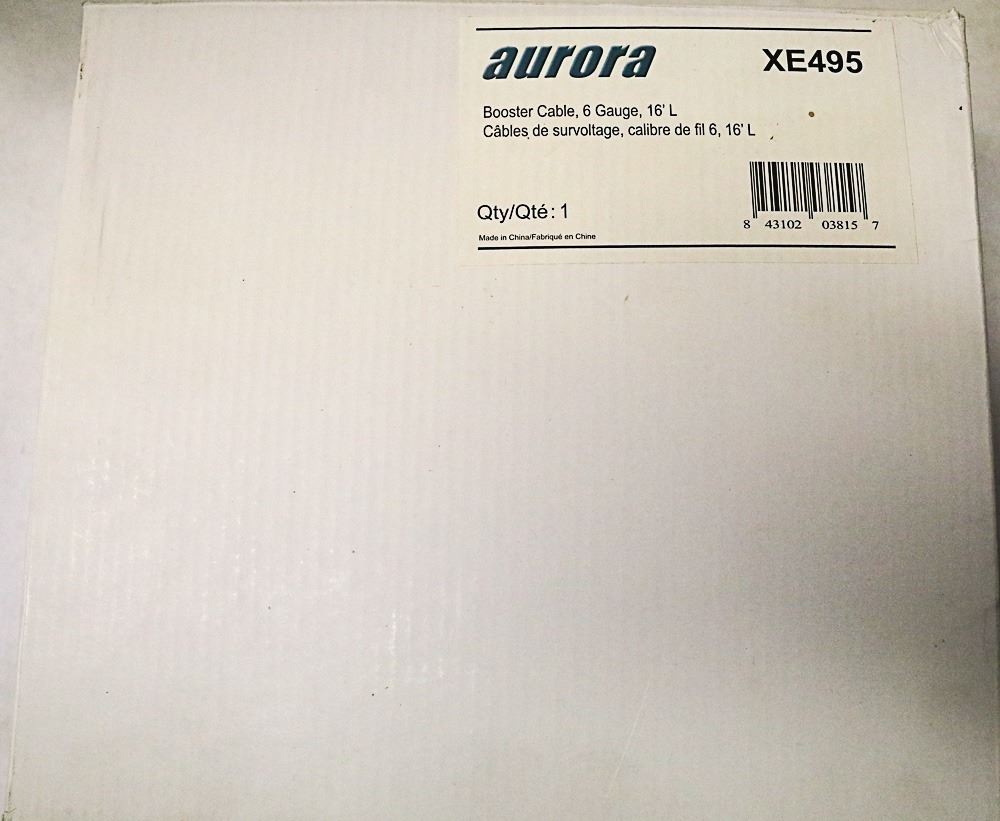 aurora XE495
Booster Cable, 6 Gauge, 16' L
Câbles de survoltage, calibre de fil 6, 16' L
Qty/Qté : 1
8 43102 03815 7
Made in China/Fabriqué en Chine